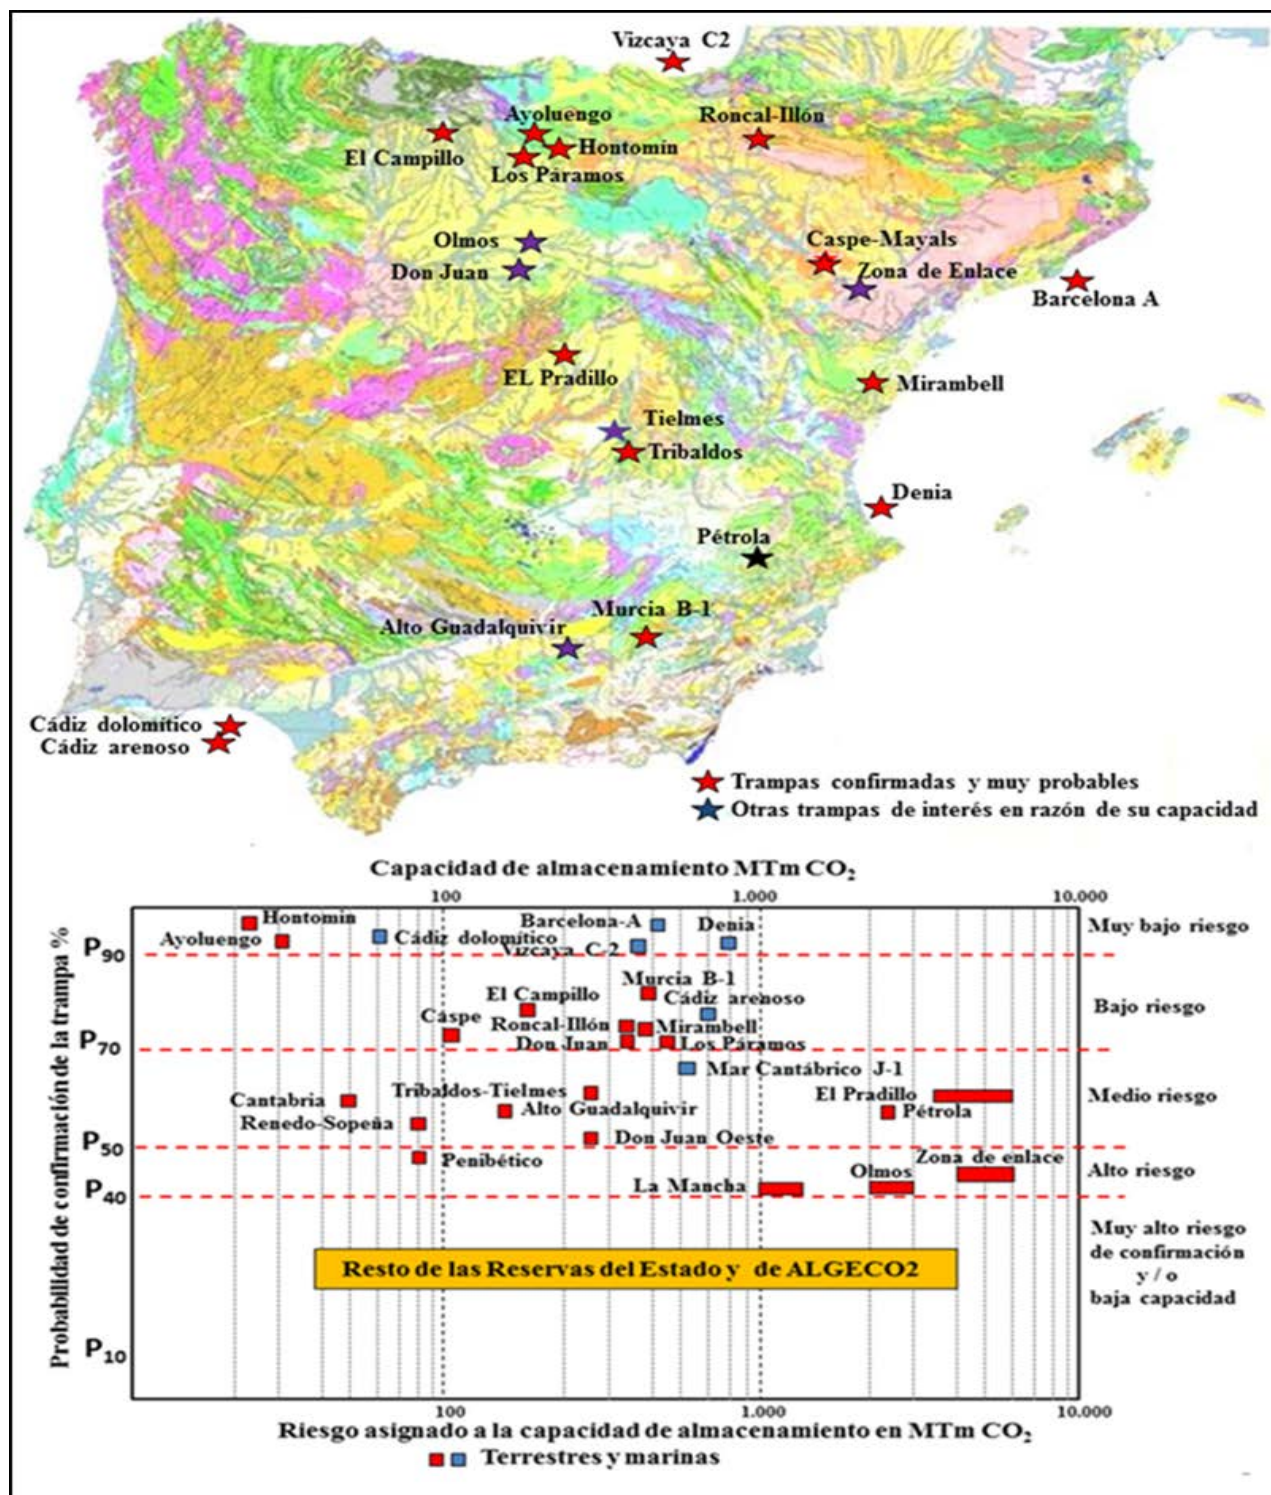 Vizcaya C2
Ayoluengo
Roncal-Illón
El Campillo
Hontomín
Los Páramos
Olmos
Caspe-Mayals
Don Juan
Zona de Enlace
Barcelona A
EL Pradillo
Mirambell
Tielmes
Tribaldos
Denia
Pétrola
Murcia B-1
Alto Guadalquivir
Cádiz dolomítico
Cádiz arenoso
Trampas confirmadas y muy probables
Otras trampas de interés en razón de su capacidad
Capacidad de almacenamiento MTm CO2
100 1.000 10.000
Probabilidad de confirmación de la trampa %
Hontomin
Barcelona-A
Denia
Muy bajo riesgo
Ayoluengo
Cádiz dolomítico
Vizcaya C-2
P90
Murcia B-1
El Campillo
Cádiz arenoso
Bajo riesgo
Caspe
Roncal-Illón
Mirambell
Don Juan
Los Páramos
P70
Mar Cantábrico J-1
Tribaldos-Tielmes
El Pradillo
Medio riesgo
Cantabria
Alto Guadalquivir
Pétrola
Renedo-Sopeña
Don Juan Oeste
P50
Penibético
Zona de enlace
Olmos
Alto riesgo
La Mancha
P40
Muy alto riesgo
de confirmación
y / o
baja capacidad
Resto de las Reservas del Estado y de ALGECO2
P10
100 1.000 10.000
Riesgo asignado a la capacidad de almacenamiento en MTm CO2
Terrestres y marinas